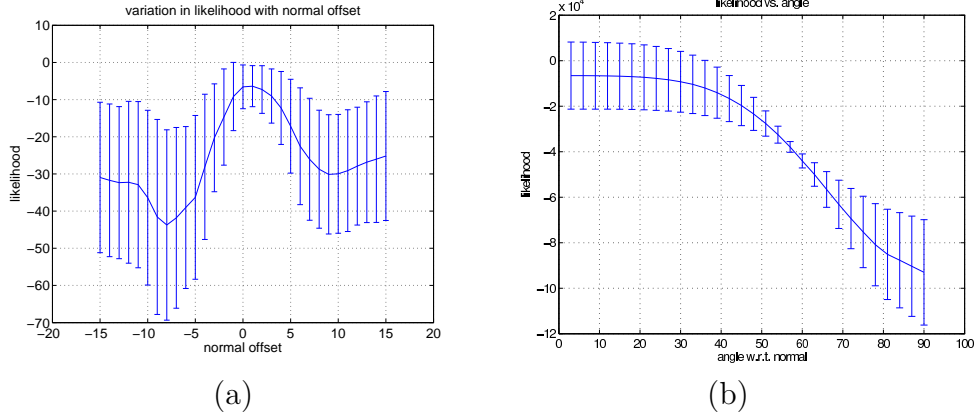 variation in likelihood with normal offset
10
0
−10
−20
−30
−40
−50
−60
−70
likelihood
−20 −15 −10 −5 0 5 10 15 20
normal offset
(a)
likelihood vs. angle
x 10⁴
2
0
−2
−4
−6
−8
−10
−12
likelihood
0 10 20 30 40 50 60 70 80 90 100
angle w.r.t. normal
(b)